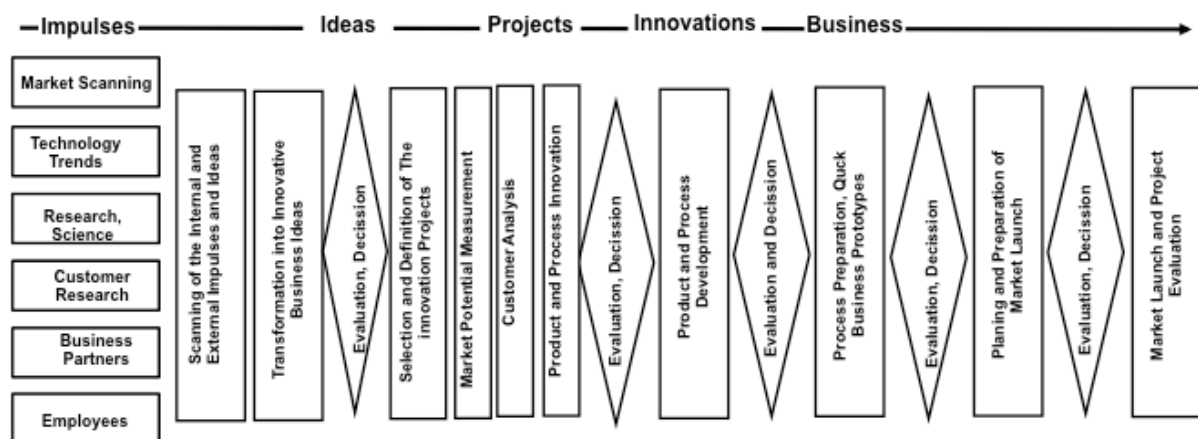 Impulses Ideas Projects Innovations Business
Market Scanning
Technology
Trends
Research,
Science
Customer
Research
Business
Partners
Employees
Scanning of the Internal and
External Impulses and Ideas
Transformation into Innovative
Business Ideas
Evaluation, Decission
Selection and Definition of The
innovation Projects
Market Potential Measurement
Customer Analysis
Product and Process Innovation
Evaluation, Decission
Product and Process
Development
Evaluation and Decission
Process Preparation, Quck
Business Prototypes
Evaluation, Decission
Planing and Preparation of
Market Launch
Evaluation, Decission
Market Launch and Project
Evaluation